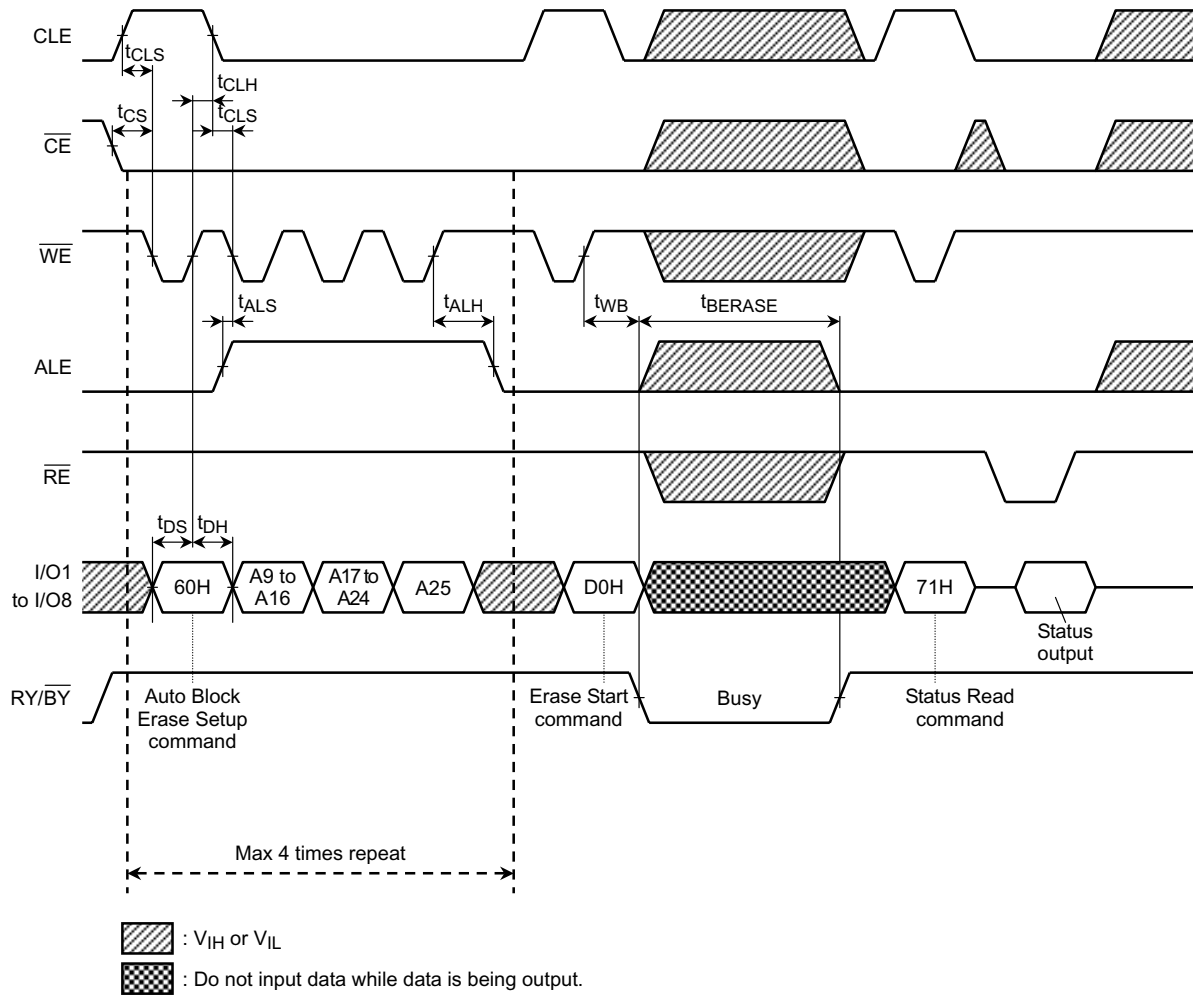 CLE
tCLS
tCLH
tCS
tCLS
CE
WE
tALS
tALH
tWB
tBERASE
ALE
RE
tDS
tDH
I/O1
to I/O8
60H
A9 to
A16
A17 to
A24
A25
D0H
71H
Status
output
RY/BY
Auto Block
Erase Setup
command
Erase Start
command
Busy
Status Read
command
Max 4 times repeat
: VIH or VIL
: Do not input data while data is being output.